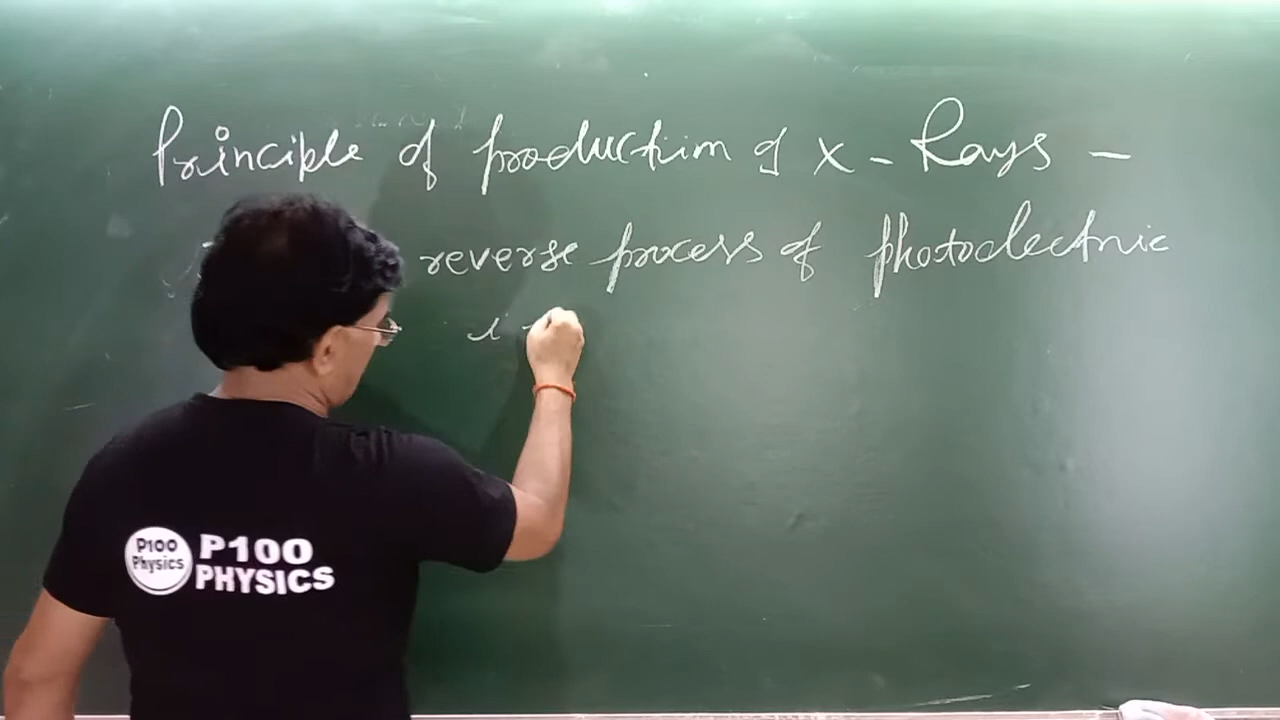 Principle of production of X-Rays -
reverse process of photoelectric
i
P100
Physics
P100
PHYSICS